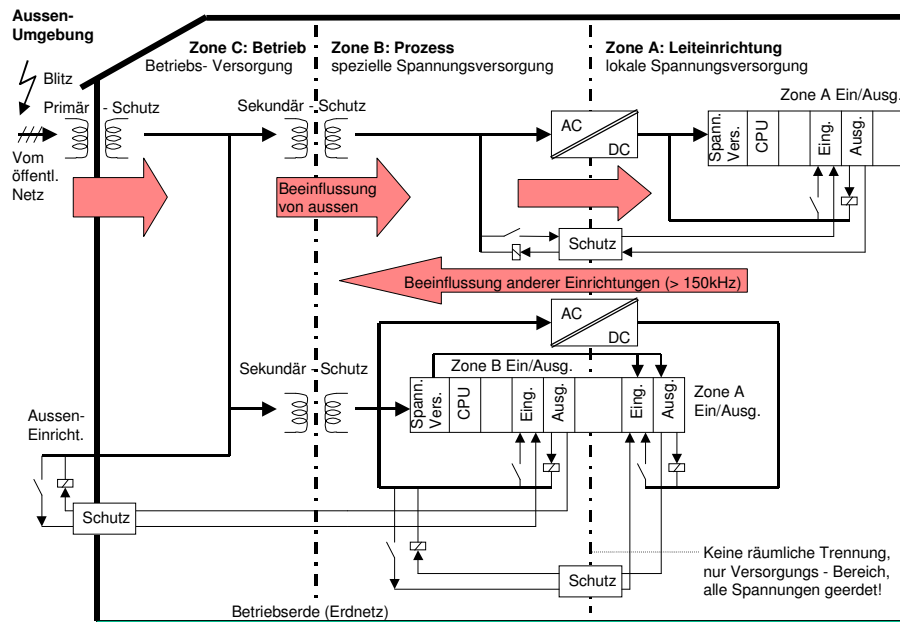 Aussen-
Umgebung
Zone C: Betrieb
Betriebs- Versorgung
Zone B: Prozess
spezielle Spannungsversorgung
Zone A: Leiteinrichtung
lokale Spannungsversorgung
Blitz
Primär - Schutz
Sekundär - Schutz
Zone A Ein/Ausg.
Vom
öffentl.
Netz
AC
DC
Spann.
Vers.
CPU
Eing.
Ausg.
Beeinflussung
von aussen
Schutz
Beeinflussung anderer Einrichtungen (> 150kHz)
AC
DC
Sekundär - Schutz
Zone B Ein/Ausg.
Spann.
Vers.
CPU
Eing.
Ausg.
Eing.
Ausg.
Zone A
Ein/Ausg.
Aussen-
Einricht.
Schutz
Schutz
Keine räumliche Trennung,
nur Versorgungs - Bereich,
alle Spannungen geerdet!
Betriebserde (Erdnetz)